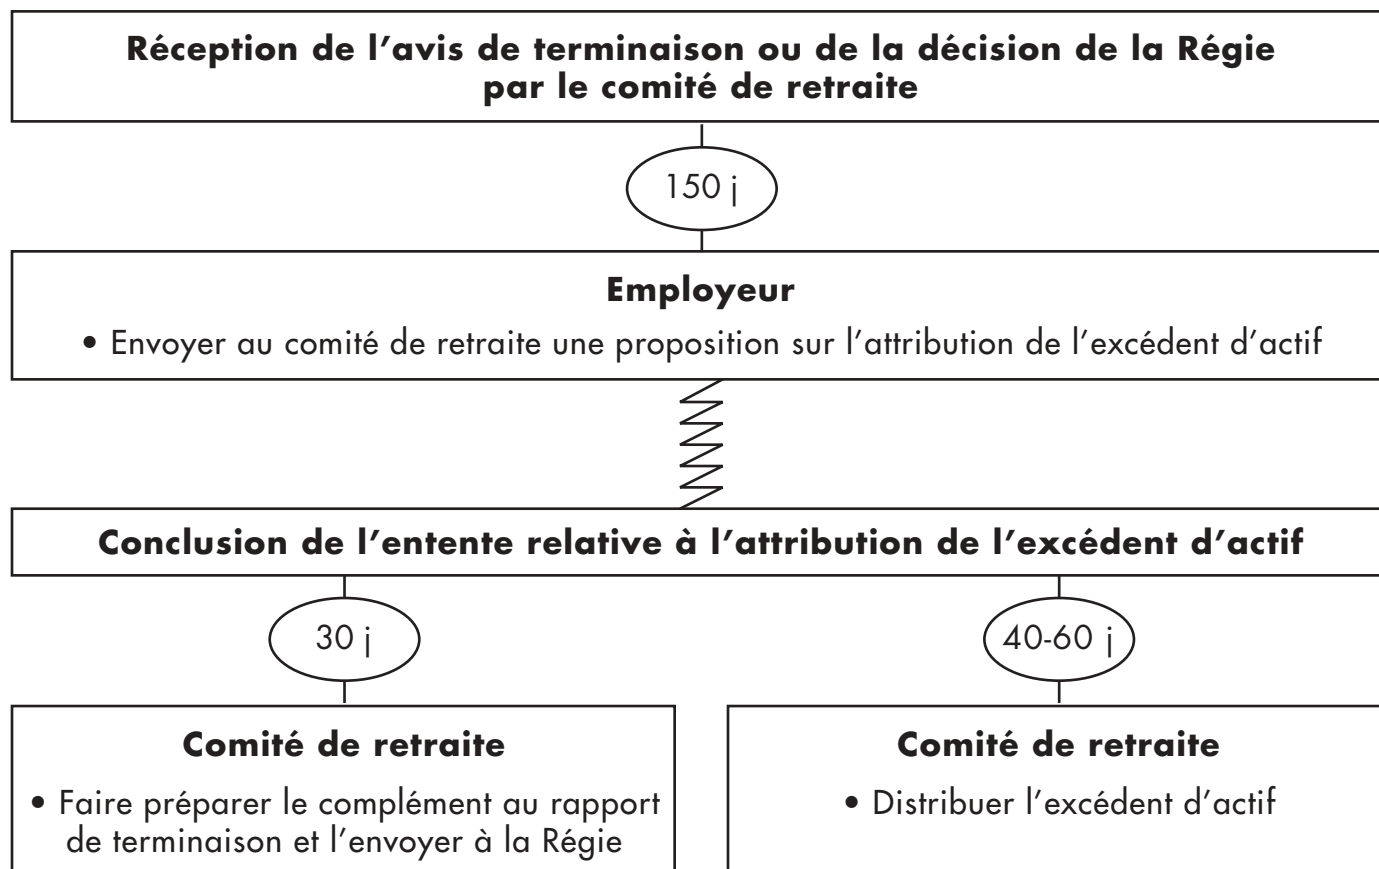 Réception de l’avis de terminaison ou de la décision de la Régie
par le comité de retraite
150 j
Employeur
• Envoyer au comité de retraite une proposition sur l’attribution de l’excédent d’actif
Conclusion de l’entente relative à l’attribution de l’excédent d’actif
30 j
40-60 j
Comité de retraite
• Faire préparer le complément au rapport
de terminaison et l’envoyer à la Régie
Comité de retraite
• Distribuer l’excédent d’actif